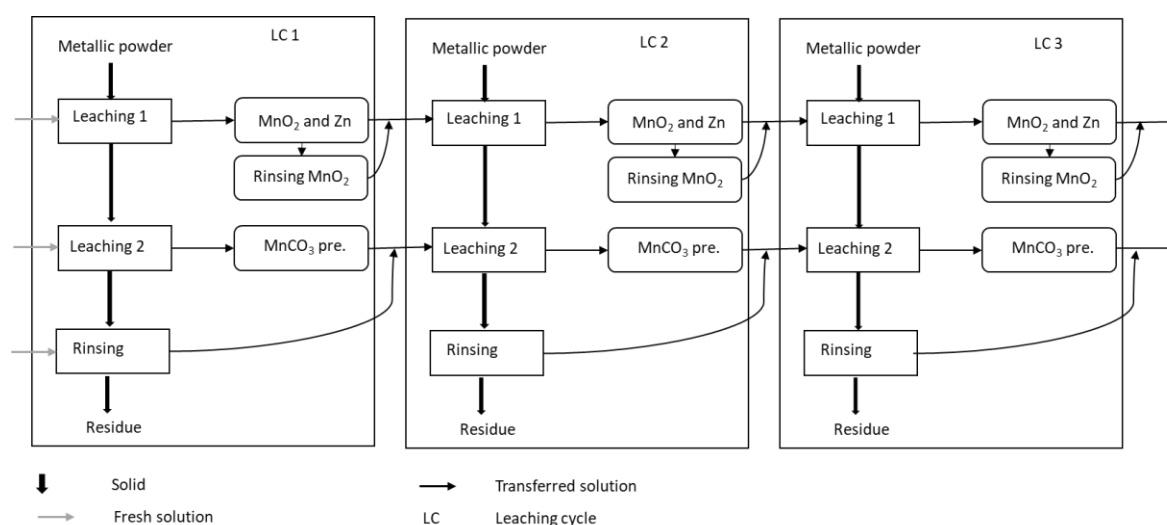 LC 1
Metallic powder
Leaching 1
MnO₂ and Zn
Rinsing MnO₂
Leaching 2
MnCO₃ pre.
Rinsing
Residue
LC 2
Metallic powder
Leaching 1
MnO₂ and Zn
Rinsing MnO₂
Leaching 2
MnCO₃ pre.
Rinsing
Residue
LC 3
Metallic powder
Leaching 1
MnO₂ and Zn
Rinsing MnO₂
Leaching 2
MnCO₃ pre.
Rinsing
Residue
Solid
Transferred solution
Fresh solution
LC Leaching cycle